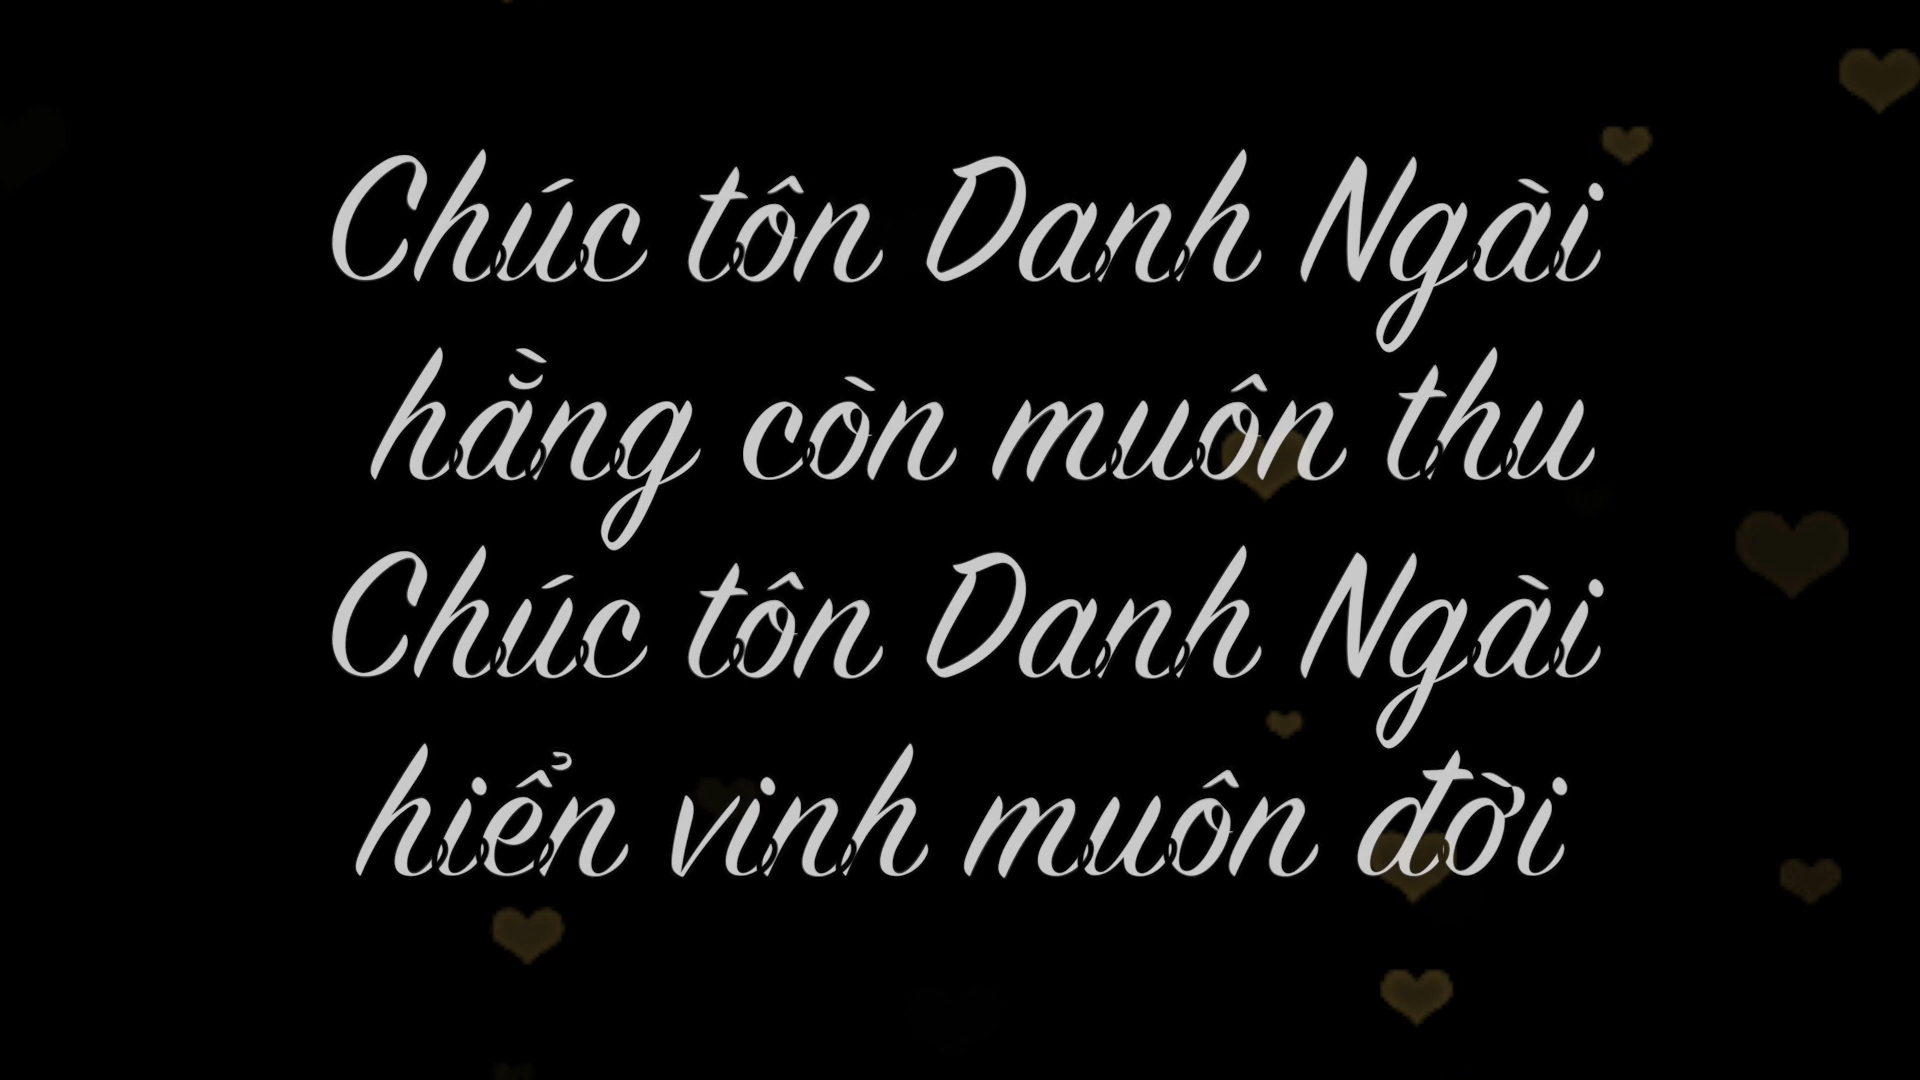 Chúc tôn Danh Ngài
hằng còn muôn thu
Chúc tôn Danh Ngài
hiển vinh muôn đời